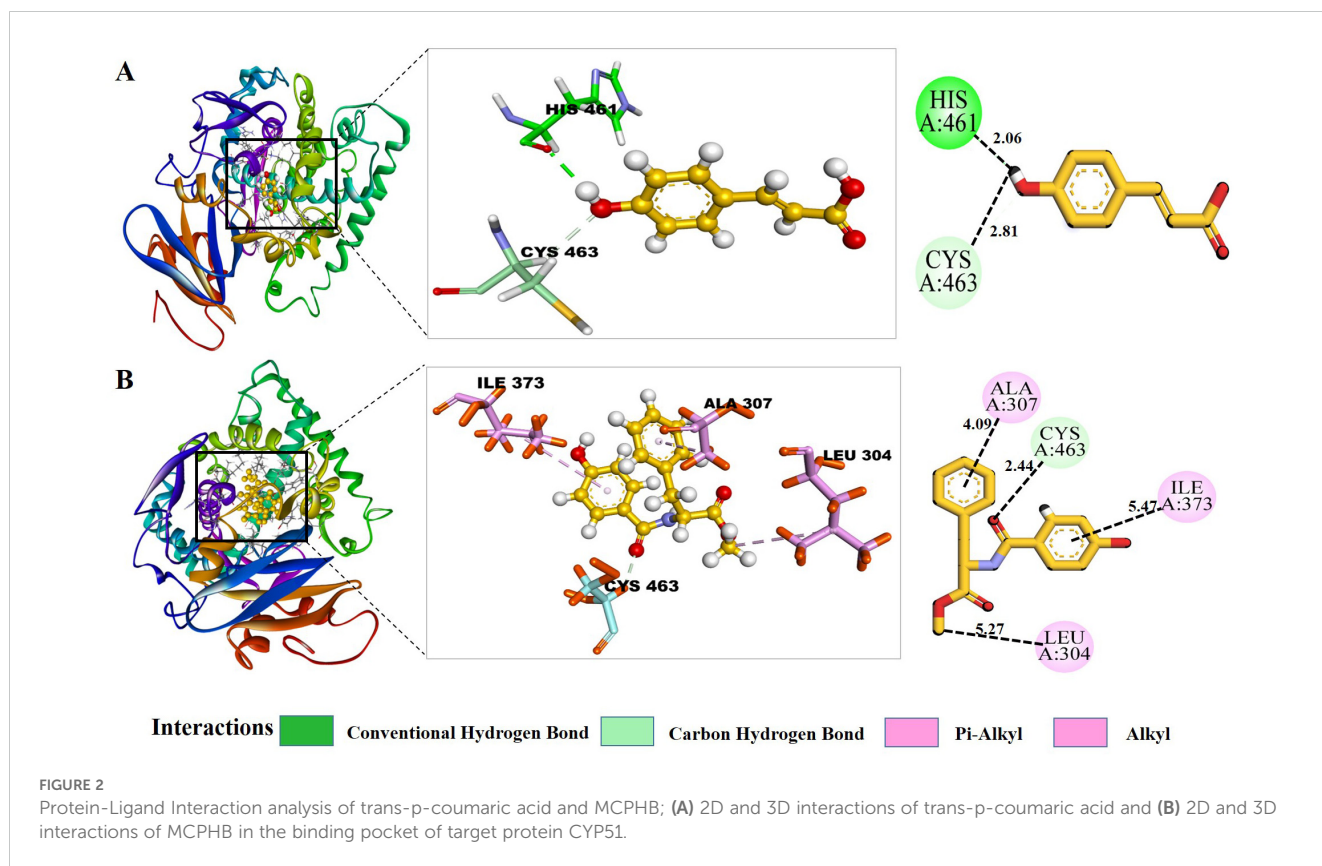 A
HIS 461
CYS 463
HIS
A:461
2.06
2.81
CYS
A:463
B
ILE 373
ALA 307
LEU 304
CYS 463
ALA
A:307
4.09
CYS
A:463
2.44
ILE
A:373
5.47
5.27
LEU
A:304
Interactions Conventional Hydrogen Bond Carbon Hydrogen Bond Pi-Alkyl Alkyl
FIGURE 2
Protein-Ligand Interaction analysis of trans-p-coumaric acid and MCPHB; (A) 2D and 3D interactions of trans-p-coumaric acid and (B) 2D and 3D
interactions of MCPHB in the binding pocket of target protein CYP51.